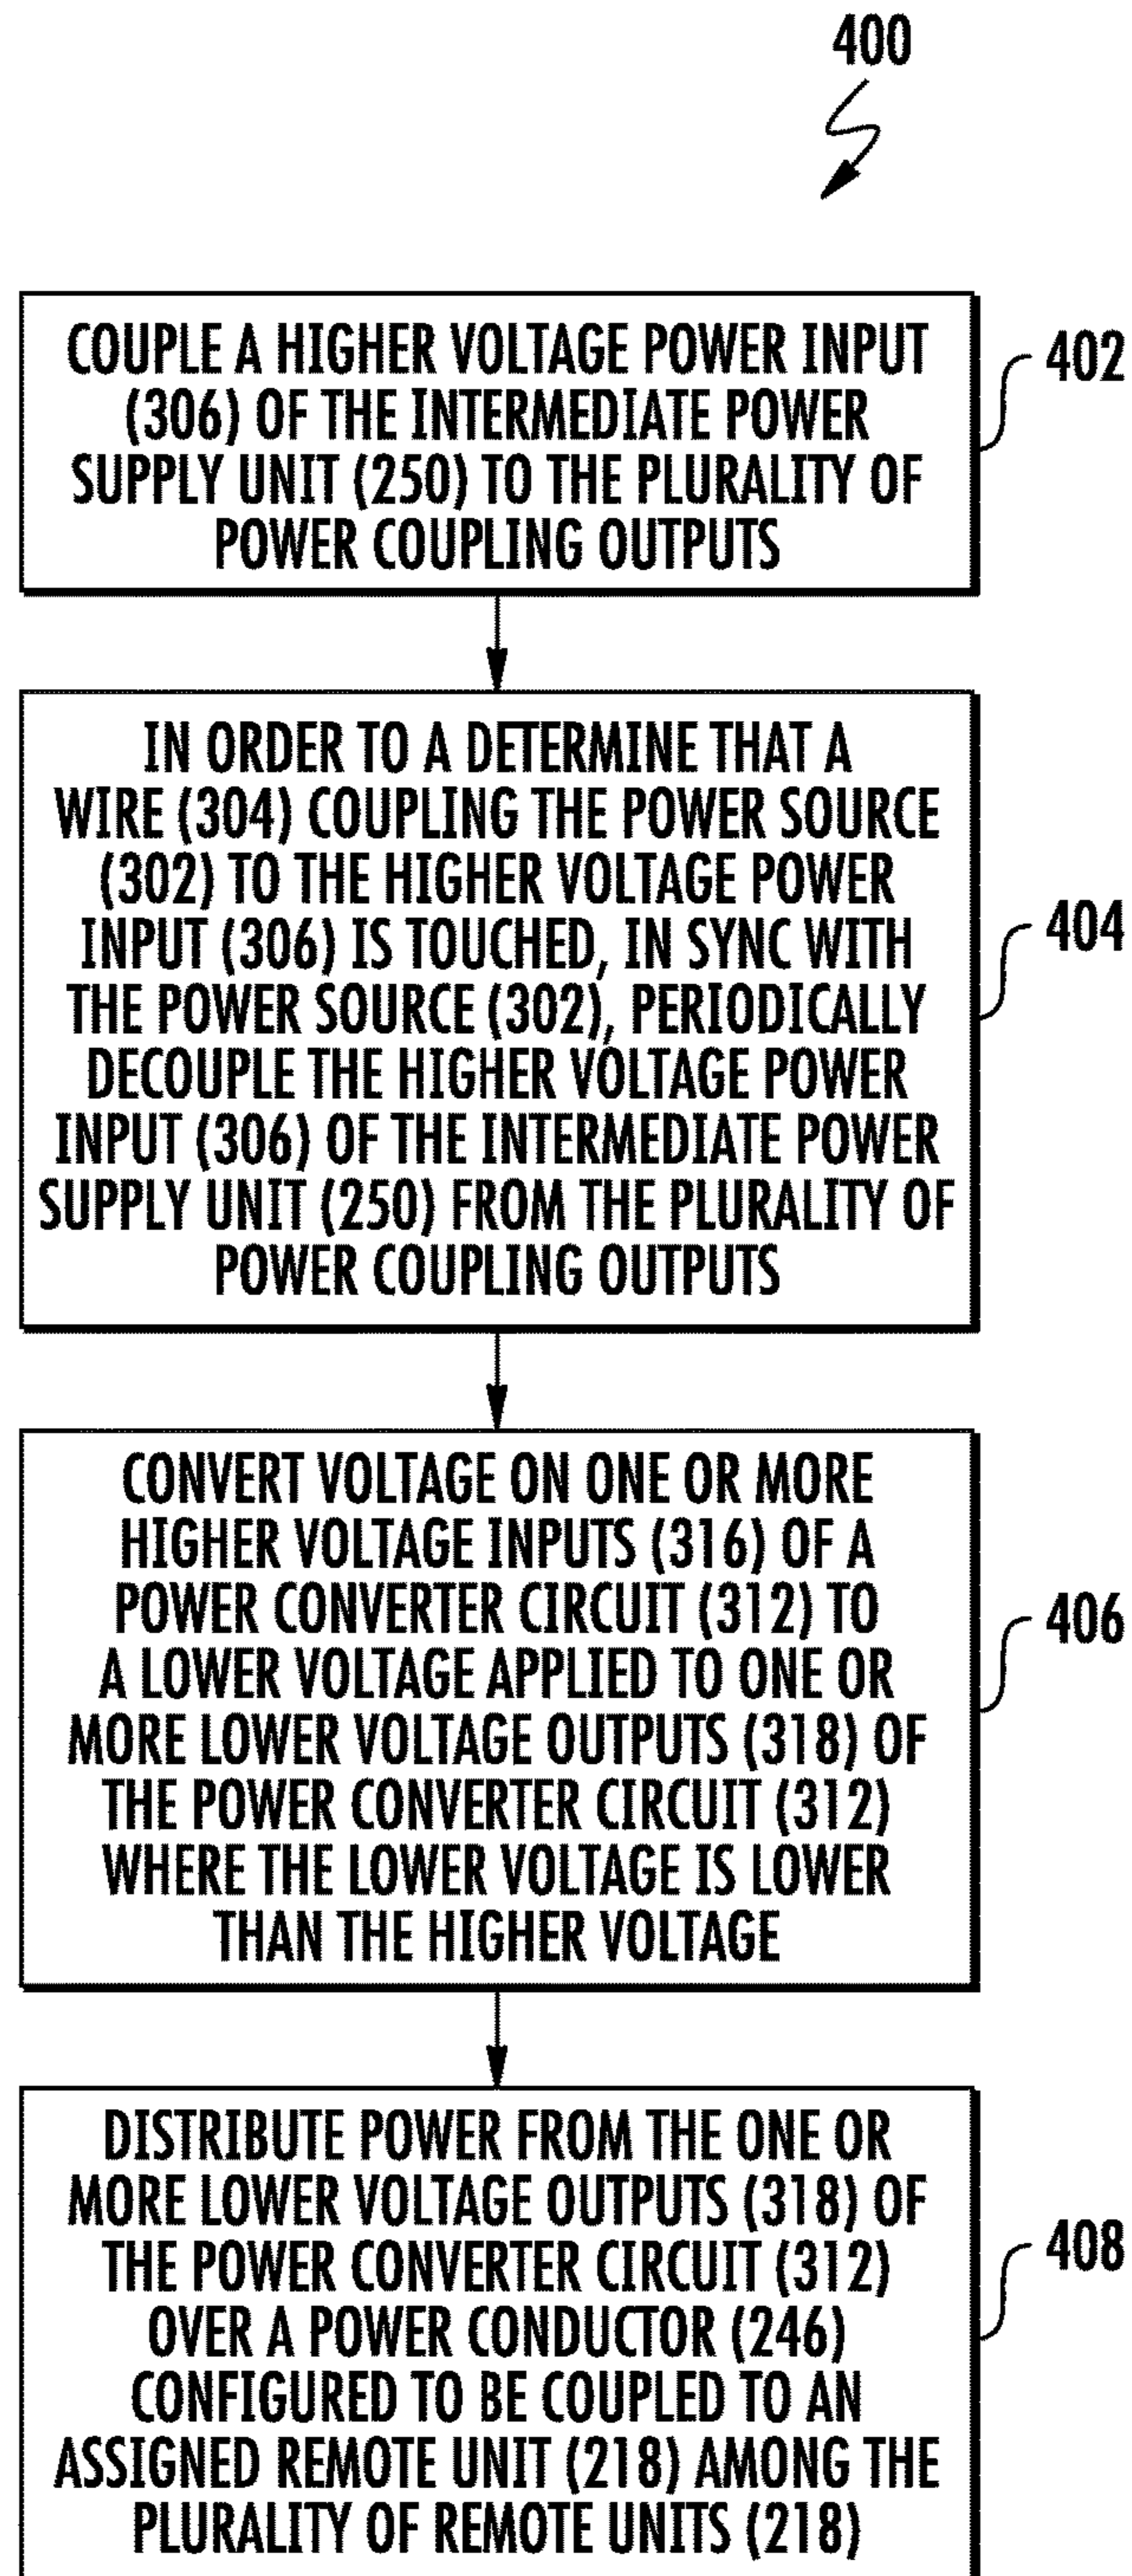 400
COUPLE A HIGHER VOLTAGE POWER INPUT
(306) OF THE INTERMEDIATE POWER
SUPPLY UNIT (250) TO THE PLURALITY OF
POWER COUPLING OUTPUTS
402
IN ORDER TO A DETERMINE THAT A
WIRE (304) COUPLING THE POWER SOURCE
(302) TO THE HIGHER VOLTAGE POWER
INPUT (306) IS TOUCHED, IN SYNC WITH
THE POWER SOURCE (302), PERIODICALLY
DECOUPLE THE HIGHER VOLTAGE POWER
INPUT (306) OF THE INTERMEDIATE POWER
SUPPLY UNIT (250) FROM THE PLURALITY OF
POWER COUPLING OUTPUTS
404
CONVERT VOLTAGE ON ONE OR MORE
HIGHER VOLTAGE INPUTS (316) OF A
POWER CONVERTER CIRCUIT (312) TO
A LOWER VOLTAGE APPLIED TO ONE OR
MORE LOWER VOLTAGE OUTPUTS (318) OF
THE POWER CONVERTER CIRCUIT (312)
WHERE THE LOWER VOLTAGE IS LOWER
THAN THE HIGHER VOLTAGE
406
DISTRIBUTE POWER FROM THE ONE OR
MORE LOWER VOLTAGE OUTPUTS (318) OF
THE POWER CONVERTER CIRCUIT (312)
OVER A POWER CONDUCTOR (246)
CONFIGURED TO BE COUPLED TO AN
ASSIGNED REMOTE UNIT (218) AMONG THE
PLURALITY OF REMOTE UNITS (218)
408